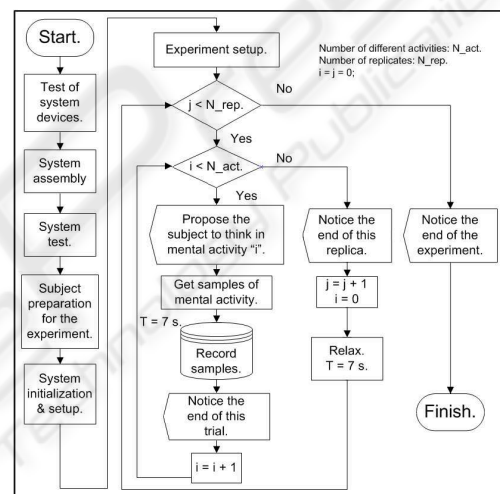 Start.
Test of
system
devices.
System
assembly
System
test.
Subject
preparation
for the
experiment.
System
initialization
& setup.
Experiment setup.
Number of different activities: N_act.
Number of replicates: N_rep.
i = j = 0;
j < N_rep.
No
Yes
i < N_act.
No
Yes
Propose the
subject to think in
mental activity “i”.
Get samples of
mental activity.
T = 7 s.
Record
samples.
Notice the
end of this
trial.
i = i + 1
Notice the
end of this
replica.
j = j + 1
i = 0
Relax.
T = 7 s.
Notice the
end of the
experiment.
Finish.